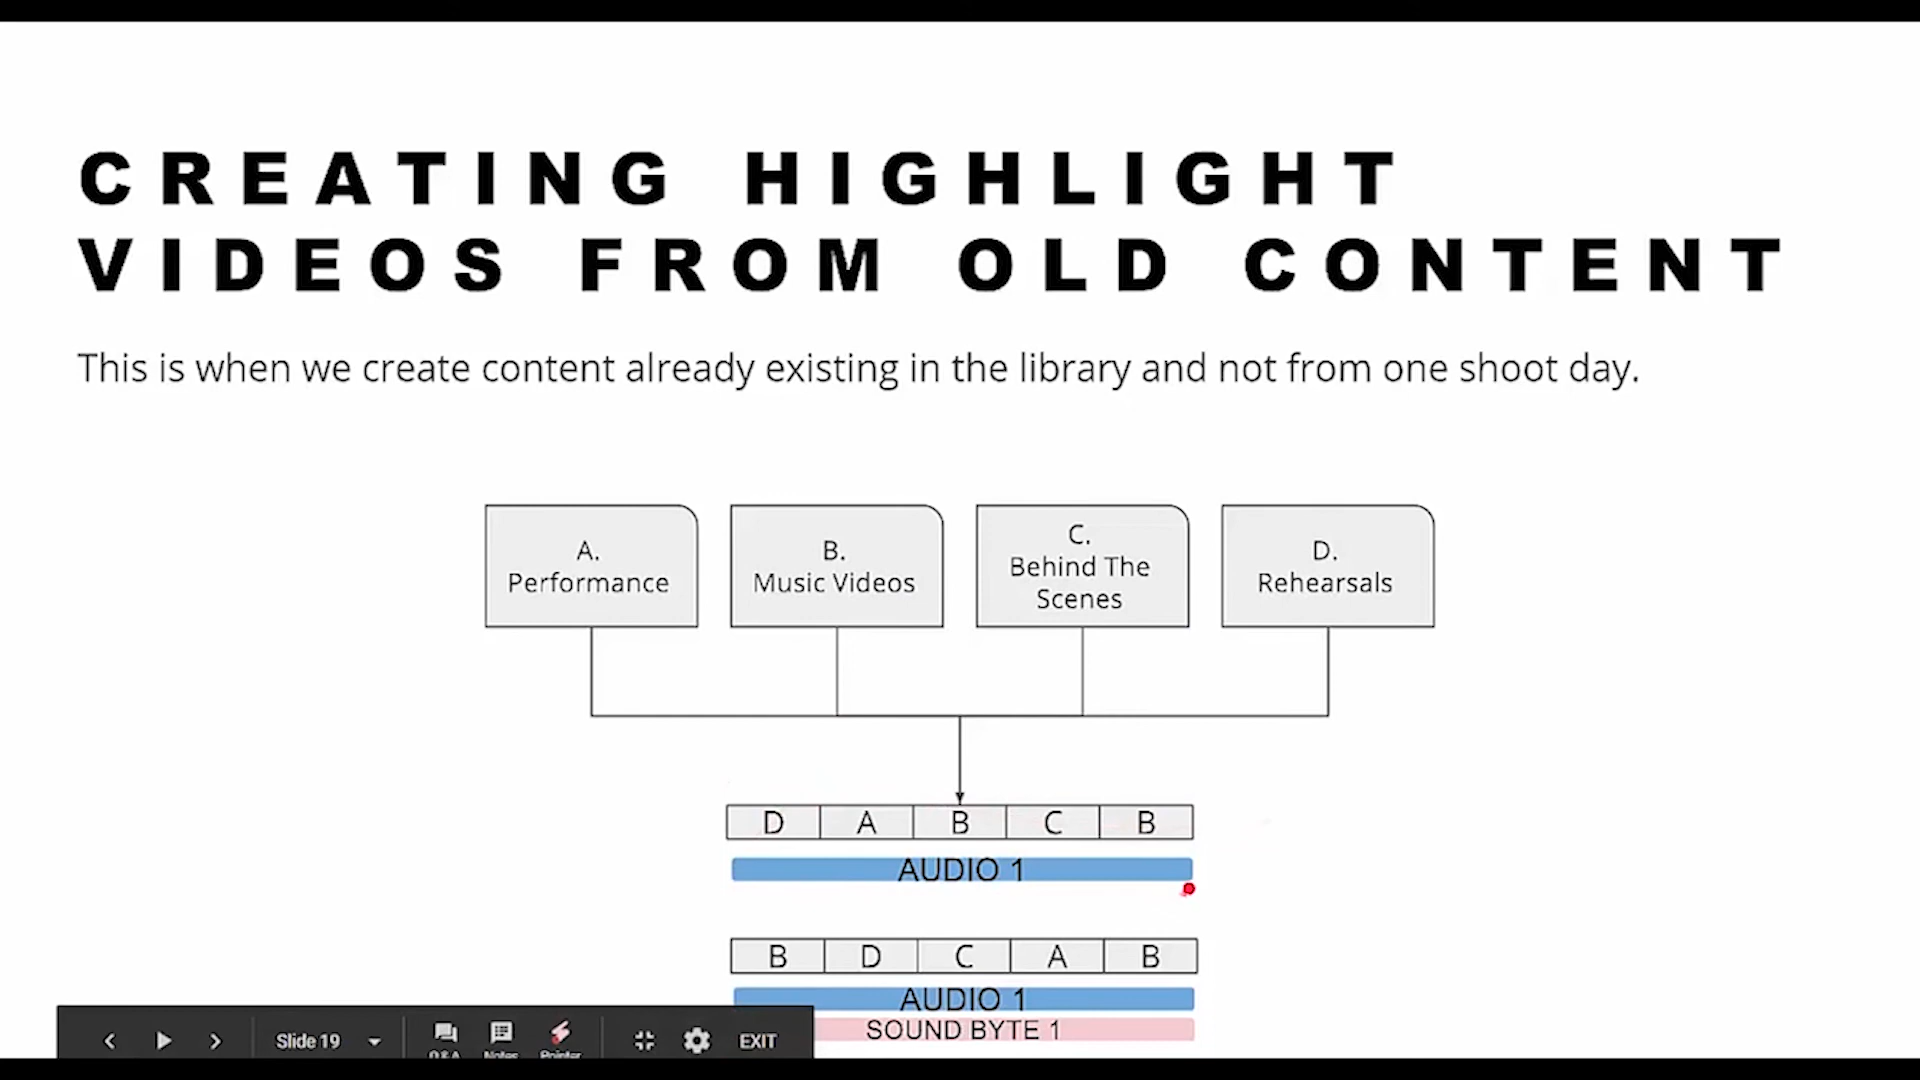 CREATING HIGHLIGHT
VIDEOS FROM OLD CONTENT
This is when we create content already existing in the library and not from one shoot day.
A.
Performance
B.
Music Videos
C.
Behind The
Scenes
D.
Rehearsals
D A B C B
AUDIO 1
B D C A B
AUDIO 1
SOUND BYTE 1
Slide 19
Q&A Notes Pointer
EXIT